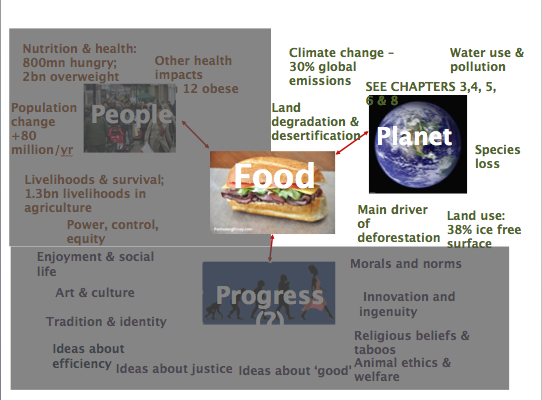 Nutrition & health:
800mn hungry;
2bn overweight
Other health
impacts
12 obese
Population
change
+80
million/yr
People
Livelihoods & survival;
1.3bn livelihoods in
agriculture
Power, control,
equity
Climate change –
30% global
emissions
Water use &
pollution
SEE CHAPTERS 3,4, 5,
6 & 8
Land
degradation &
desertification
Planet
Species
loss
Food
Main driver
of
deforestation
Land use:
38% ice free
surface
Enjoyment & social
life
Art & culture
Tradition & identity
Ideas about
efficiency
Ideas about justice
Ideas about ‘good’
Progress
(?)
Morals and norms
Innovation and
ingenuity
Religious beliefs &
taboos
Animal ethics &
welfare